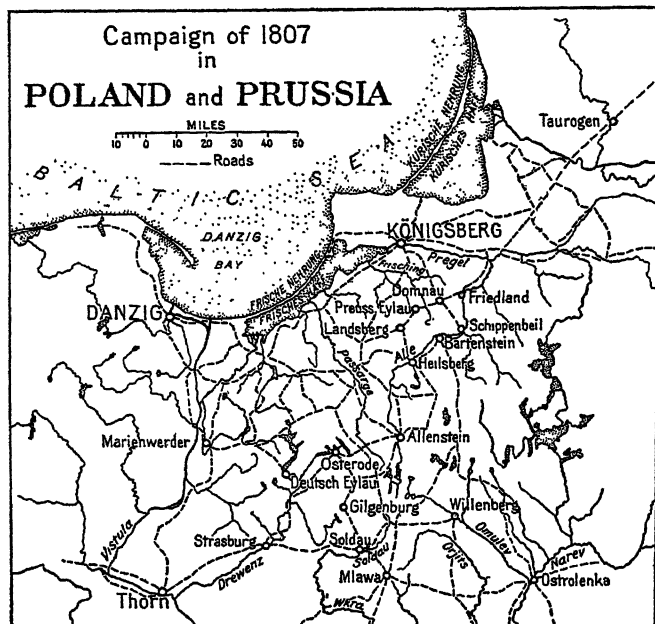 Campaign of 1807
in
POLAND and PRUSSIA
MILES
10 0 10 20 30 40 50
Roads
BALTIC SEA
KURISCHE NEHRUNG
KURISCHES HAFF
Taurogen
DANZIG
BAY
KÖNIGSBERG
Pregel
Frisching
FRISCHE NEHRUNG
FRISCHES HAFF
Domnau
Friedland
Preuss. Eylau
DANZIG
Landsberg
Schippenbeil
Bartenstein
Alle
Heilsberg
Passarge
Marienwerder
Allenstein
Osterode
Deutsch Eylau
Gilgenburg
Willenberg
Omulev
Vistula
Strasburg
Soldau
Soldau
Orzits
Narev
Drewenz
Mlawa
Ostrolenka
Thorn
Wkra